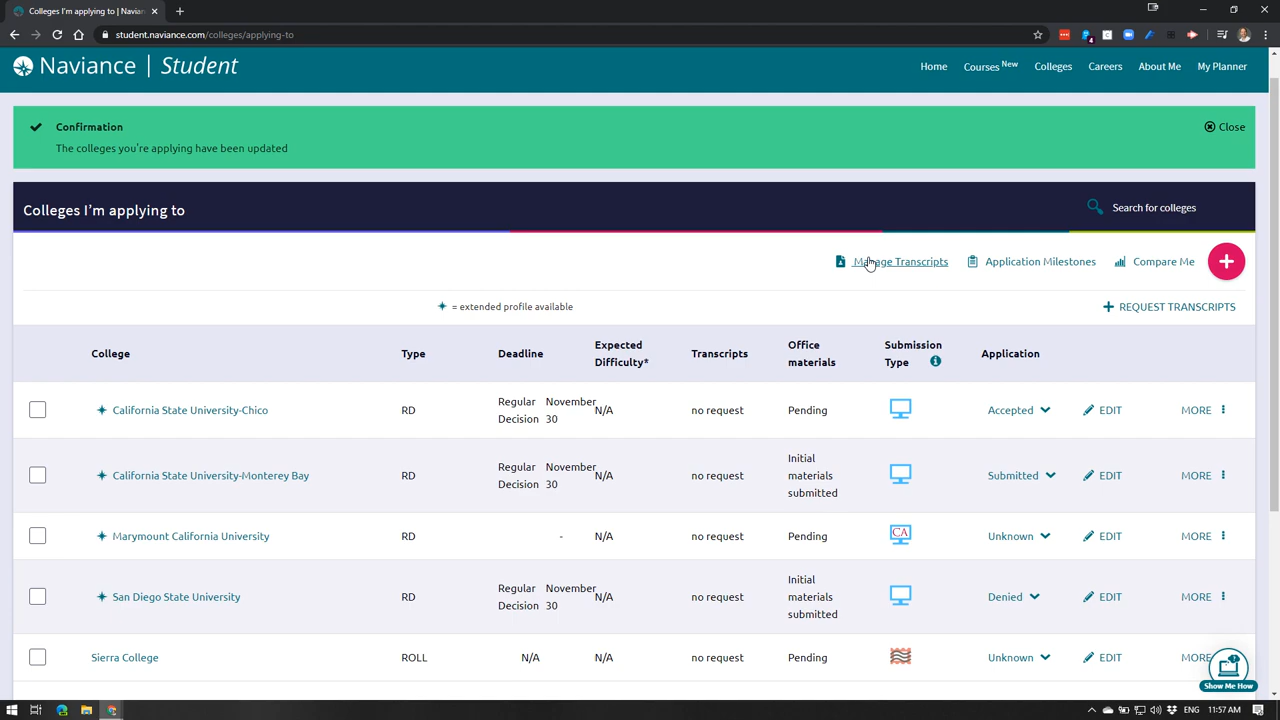 Colleges I'm applying to | Navian
student.naviance.com/colleges/applying-to
4
Naviance | Student
Home
Courses New
Colleges
Careers
About Me
My Planner
Confirmation
Close
The colleges you're applying have been updated
Colleges I'm applying to
Search for colleges
Manage Transcripts
Application Milestones
Compare Me
= extended profile available
REQUEST TRANSCRIPTS
College
Type
Deadline
Expected
Difficulty*
Transcripts
Office
materials
Submission
Type
Application
California State University-Chico
RD
Regular
Decision
November
30
N/A
no request
Pending
Accepted
EDIT
MORE
California State University-Monterey Bay
RD
Regular
Decision
November
30
N/A
no request
Initial
materials
submitted
Submitted
EDIT
MORE
Marymount California University
RD
-
N/A
no request
Pending
CA
Unknown
EDIT
MORE
San Diego State University
RD
Regular
Decision
November
30
N/A
no request
Initial
materials
submitted
Denied
EDIT
MORE
Sierra College
ROLL
N/A
N/A
no request
Pending
Unknown
EDIT
MORE
Show Me How
ENG
11:57 AM